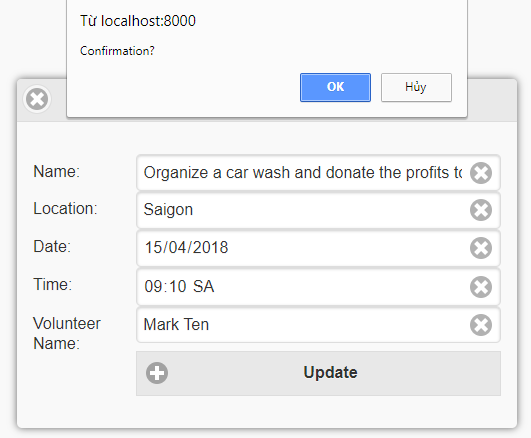 Từ localhost:8000
Confirmation?
OK Hủy
Name: Organize a car wash and donate the profits to
Location: Saigon
Date: 15/04/2018
Time: 09:10 SA
Volunteer Name: Mark Ten
Update